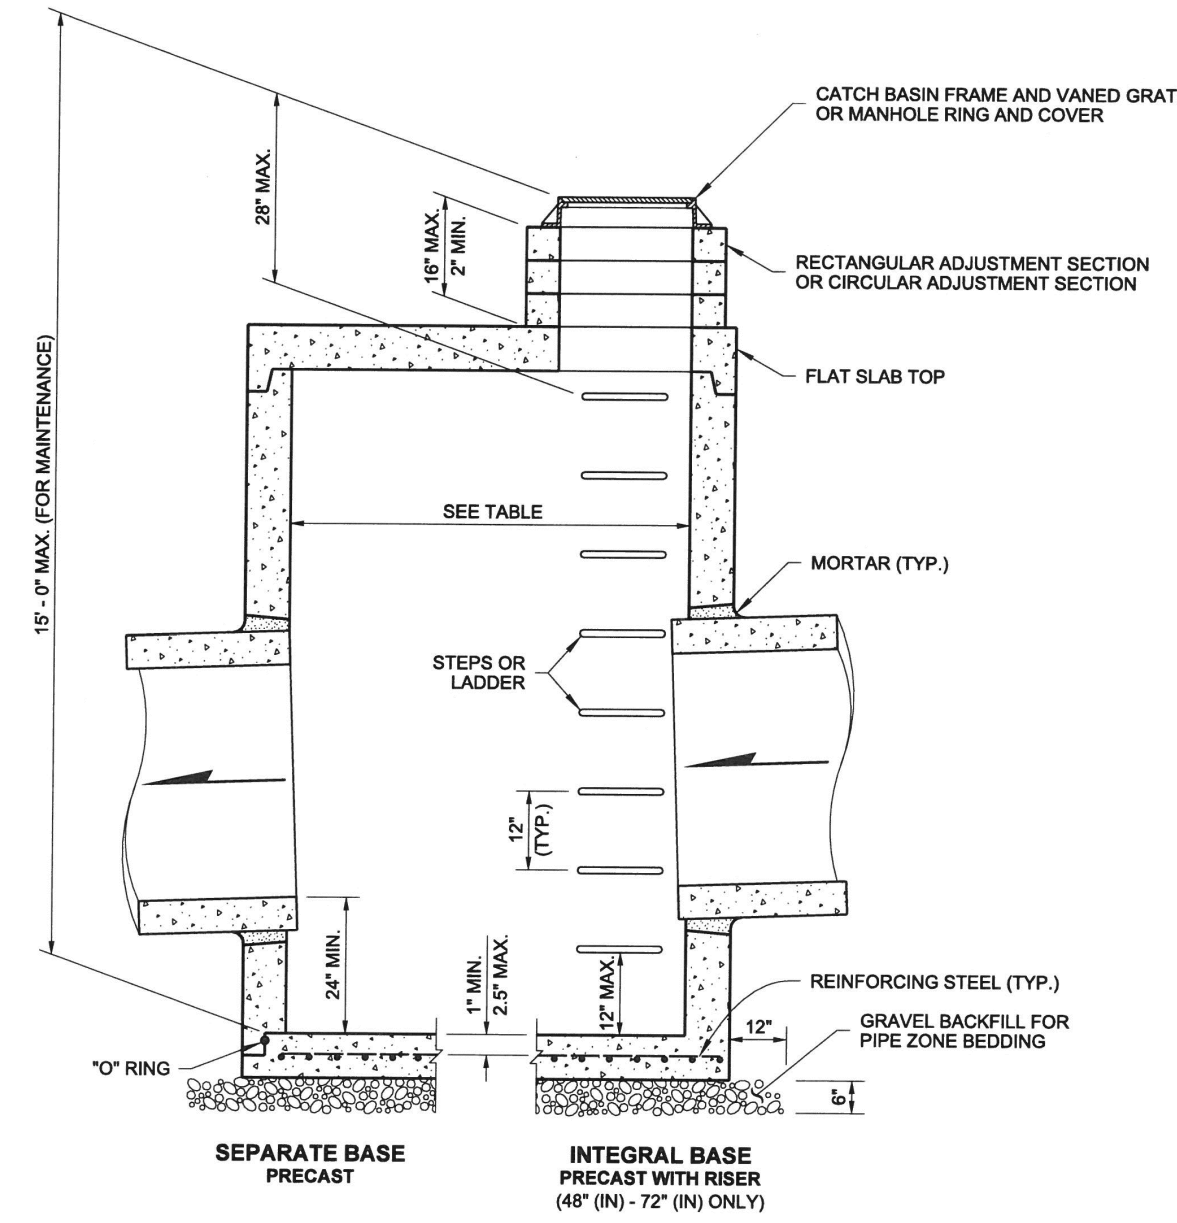 CATCH BASIN FRAME AND VANED GRAT
OR MANHOLE RING AND COVER
28" MAX.
16" MAX.
2" MIN.
RECTANGULAR ADJUSTMENT SECTION
OR CIRCULAR ADJUSTMENT SECTION
FLAT SLAB TOP
15' - 0" MAX. (FOR MAINTENANCE)
SEE TABLE
MORTAR (TYP.)
STEPS OR
LADDER
12"
(TYP.)
24" MIN.
1" MIN.
2.5" MAX.
12" MAX.
REINFORCING STEEL (TYP.)
12"
GRAVEL BACKFILL FOR
PIPE ZONE BEDDING
"O" RING
6"
SEPARATE BASE
PRECAST
INTEGRAL BASE
PRECAST WITH RISER
(48" (IN) - 72" (IN) ONLY)